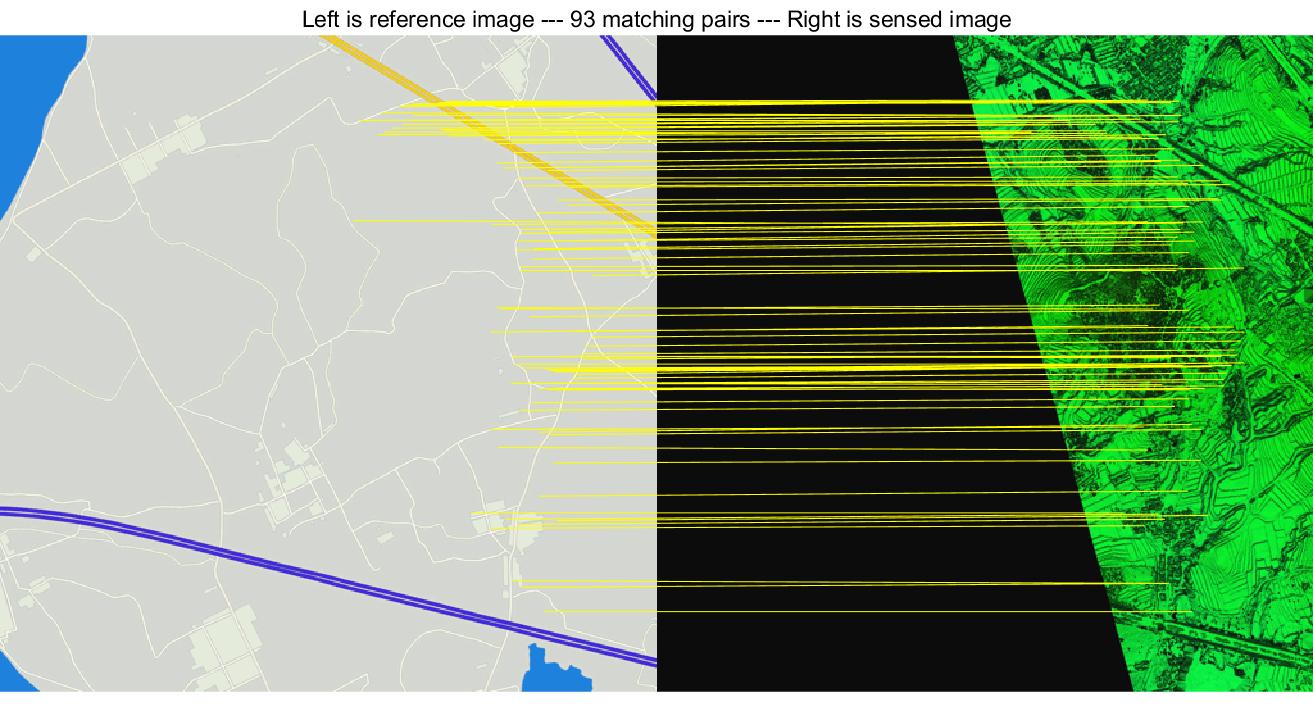 Left is reference image --- 93 matching pairs --- Right is sensed image